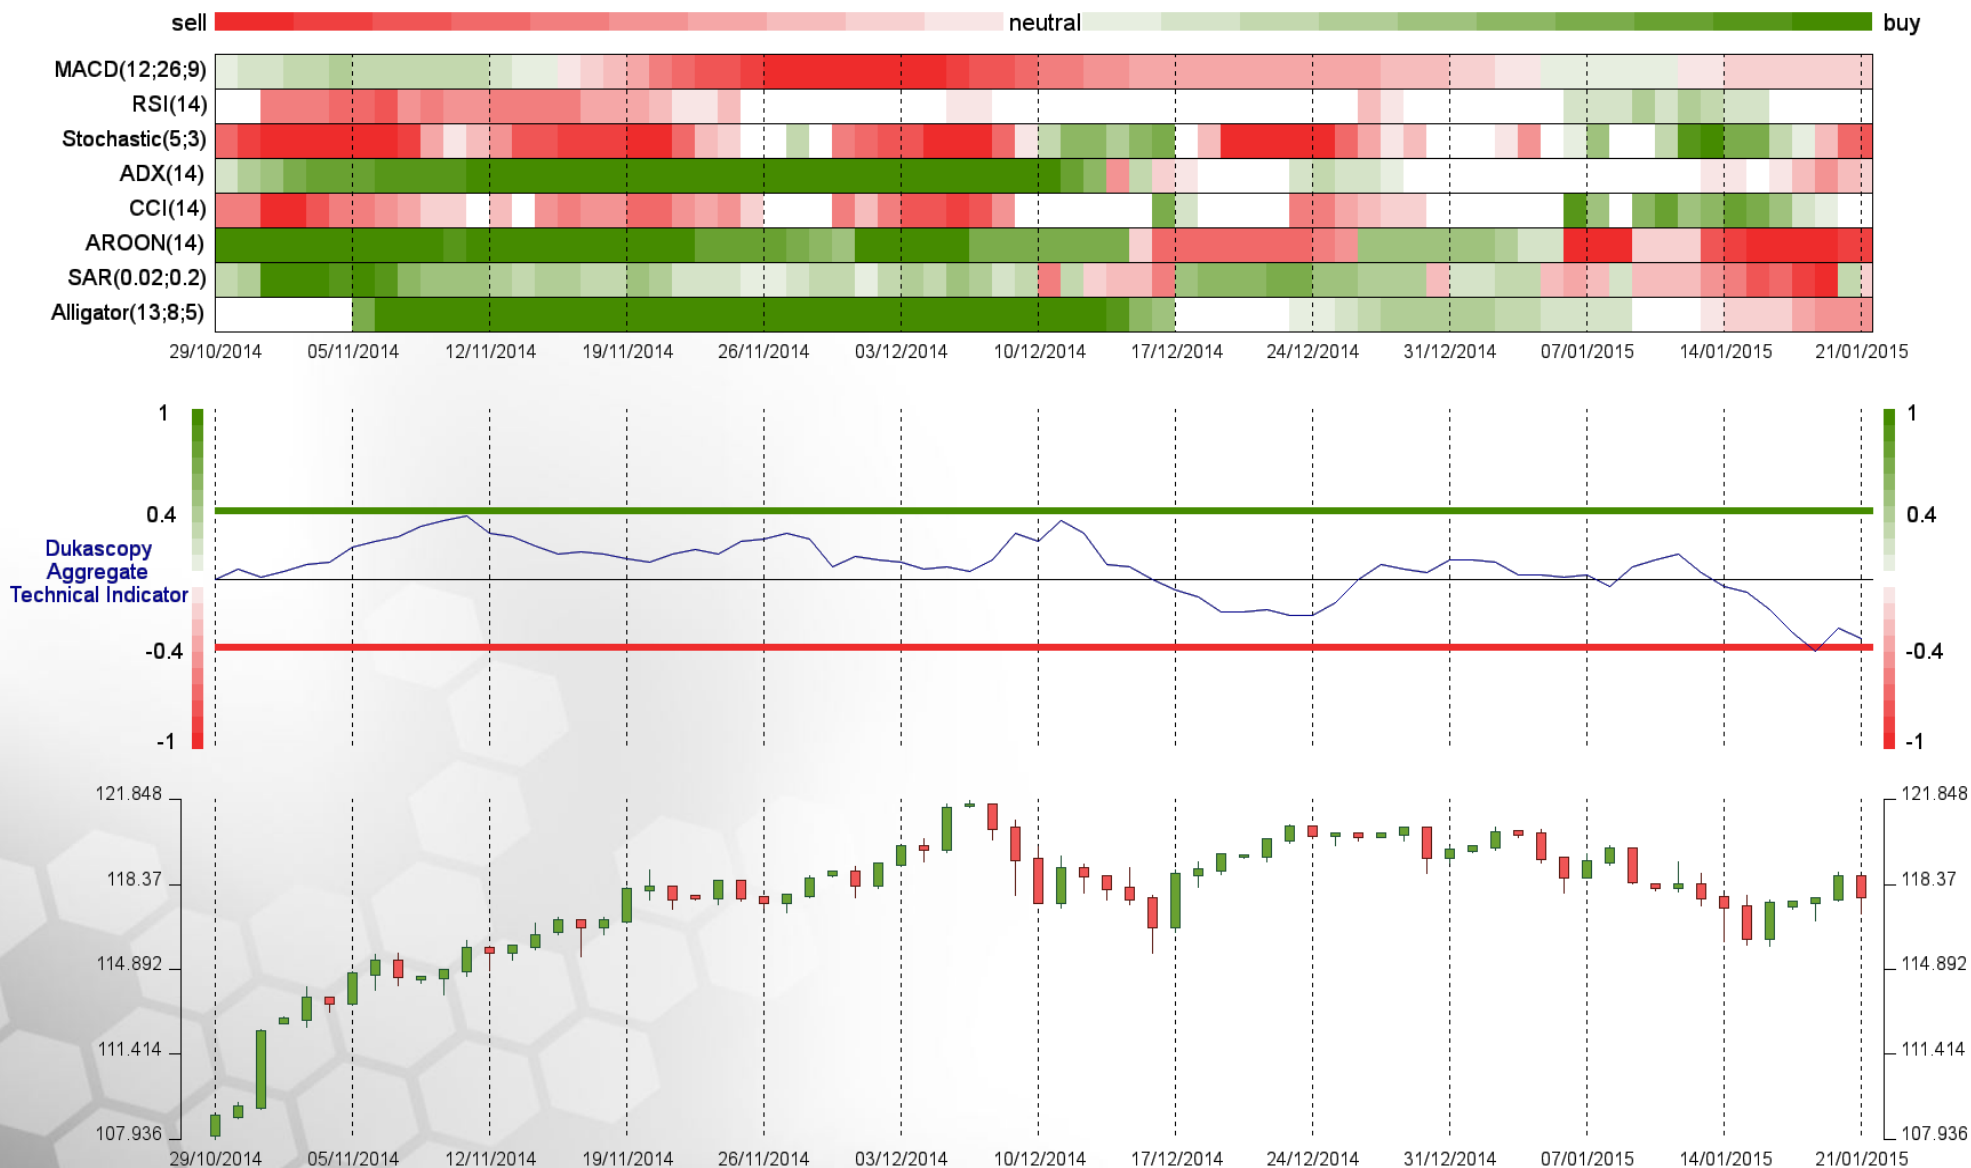 sell neutral buy
MACD(12;26;9)
RSI(14)
Stochastic(5;3)
ADX(14)
CCI(14)
AROON(14)
SAR(0.02;0.2)
Alligator(13;8;5)
29/10/2014 05/11/2014 12/11/2014 19/11/2014 26/11/2014 03/12/2014 10/12/2014 17/12/2014 24/12/2014 31/12/2014 07/01/2015 14/01/2015 21/01/2015
1 1
0.4 0.4
Dukascopy
Aggregate
Technical Indicator
-0.4 -0.4
-1 -1
121.848 121.848
118.37 118.37
114.892 114.892
111.414 111.414
107.936 107.936
29/10/2014 05/11/2014 12/11/2014 19/11/2014 26/11/2014 03/12/2014 10/12/2014 17/12/2014 24/12/2014 31/12/2014 07/01/2015 14/01/2015 21/01/2015